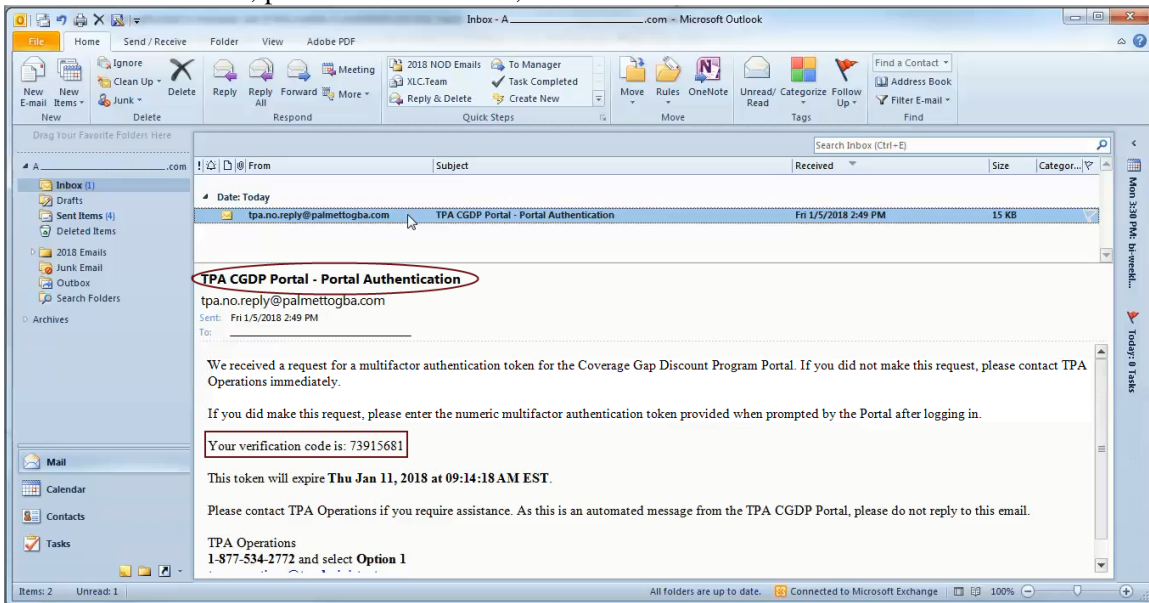 Inbox - A____________________.com - Microsoft Outlook
File Home Send / Receive Folder View Adobe PDF
New E-mail
New Items
Ignore
Clean Up
Junk
Delete
Reply
Reply All
Forward
Meeting
More
2018 NOD Emails
XLC.Team
Reply & Delete
To Manager
Task Completed
Create New
Move
Rules
OneNote
Unread/ Read
Categorize
Follow Up
Find a Contact
Address Book
Filter E-mail
New Delete Respond Quick Steps Move Tags Find
Drag Your Favorite Folders Here
A____________________.com
Inbox (1)
Drafts
Sent Items (4)
Deleted Items
2018 Emails
Junk Email
Outbox
Search Folders
Archives
Mail
Calendar
Contacts
Tasks
Search Inbox (Ctrl+E)
From Subject Received Size Categor...
Date: Today
tpa.no.reply@palmettogba.com TPA CGDP Portal - Portal Authentication Fri 1/5/2018 2:49 PM 15 KB
TPA CGDP Portal - Portal Authentication
tpa.no.reply@palmettogba.com
Sent: Fri 1/5/2018 2:49 PM
To: ____________________
We received a request for a multifactor authentication token for the Coverage Gap Discount Program Portal. If you did not make this request, please contact TPA
Operations immediately.
If you did make this request, please enter the numeric multifactor authentication token provided when prompted by the Portal after logging in.
Your verification code is: 73915681
This token will expire Thu Jan 11, 2018 at 09:14:18 AM EST.
Please contact TPA Operations if you require assistance. As this is an automated message from the TPA CGDP Portal, please do not reply to this email.
TPA Operations
1-877-534-2772 and select Option 1
Mon 3:30 PM: bi-weekl...
Today: 0 Tasks
Items: 2 Unread: 1 All folders are up to date. Connected to Microsoft Exchange 100%